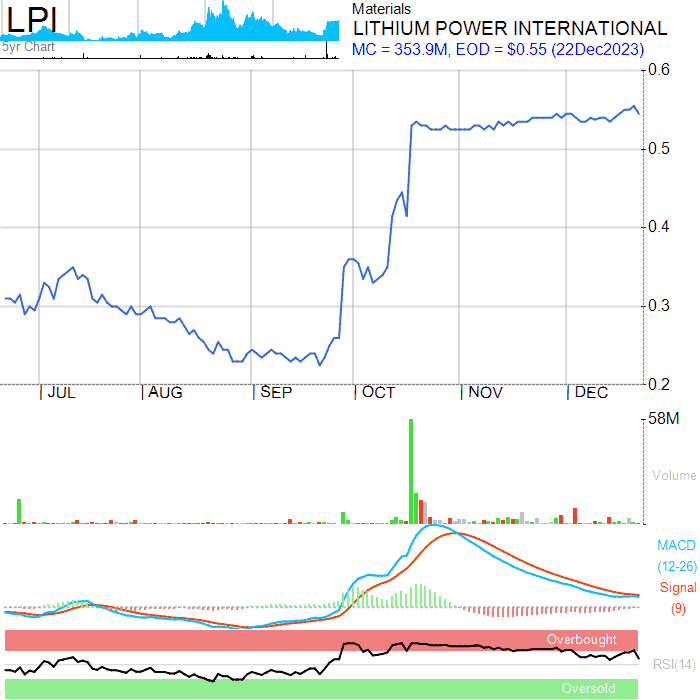 LPI
5yr Chart
Materials
LITHIUM POWER INTERNATIONAL
MC = 353.9M, EOD = $0.55 (22Dec2023)
0.6
0.5
0.4
0.3
0.2
JUL AUG SEP OCT NOV DEC
58M
Volume
MACD
(12-26)
Signal
(9)
Overbought
RSI(14)
Oversold